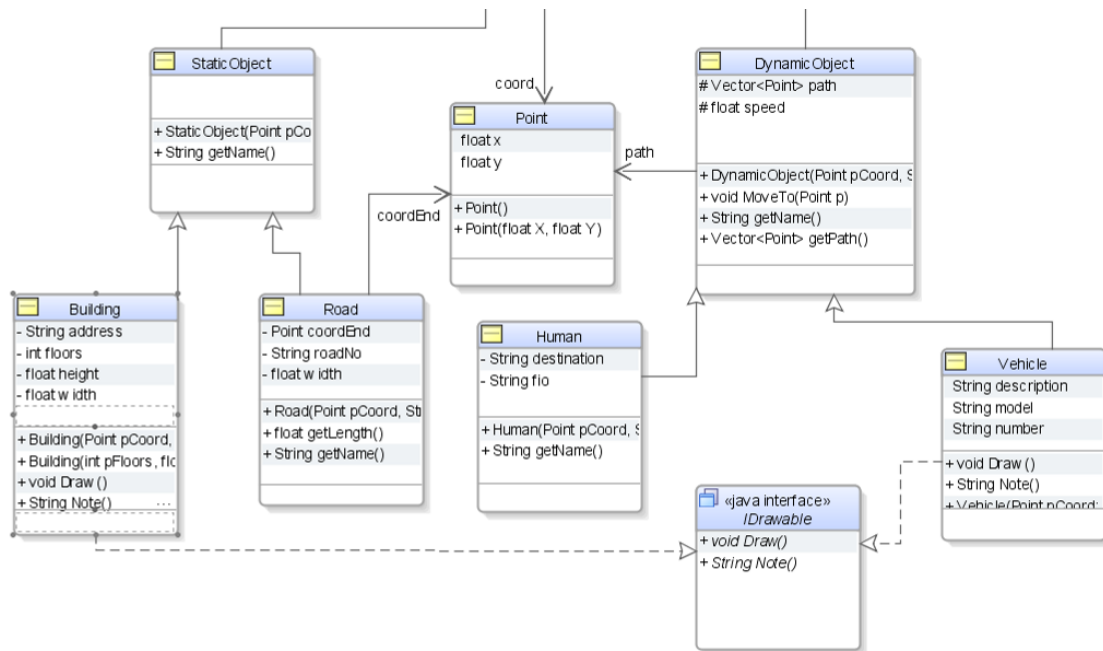 StaticObject
+ StaticObject(Point pCo
+ String getName()
coord
Point
float x
float y
+ Point()
+ Point(float X, float Y)
path
coordEnd
DynamicObject
# Vector<Point> path
# float speed
+ DynamicObject(Point pCoord, S
+ void MoveTo(Point p)
+ String getName()
+ Vector<Point> getPath()
Building
- String address
- int floors
- float height
- float width
+ Building(Point pCoord,
+ Building(int pFloors, flo
+ void Draw()
+ String Note() ...
Road
- Point coordEnd
- String roadNo
- float width
+ Road(Point pCoord, Str
+ float getLength()
+ String getName()
Human
- String destination
- String fio
+ Human(Point pCoord, S
+ String getName()
Vehicle
String description
String model
String number
+ void Draw()
+ String Note()
+ Vehicle(Point pCoord,
«java interface»
IDrawable
+ void Draw()
+ String Note()